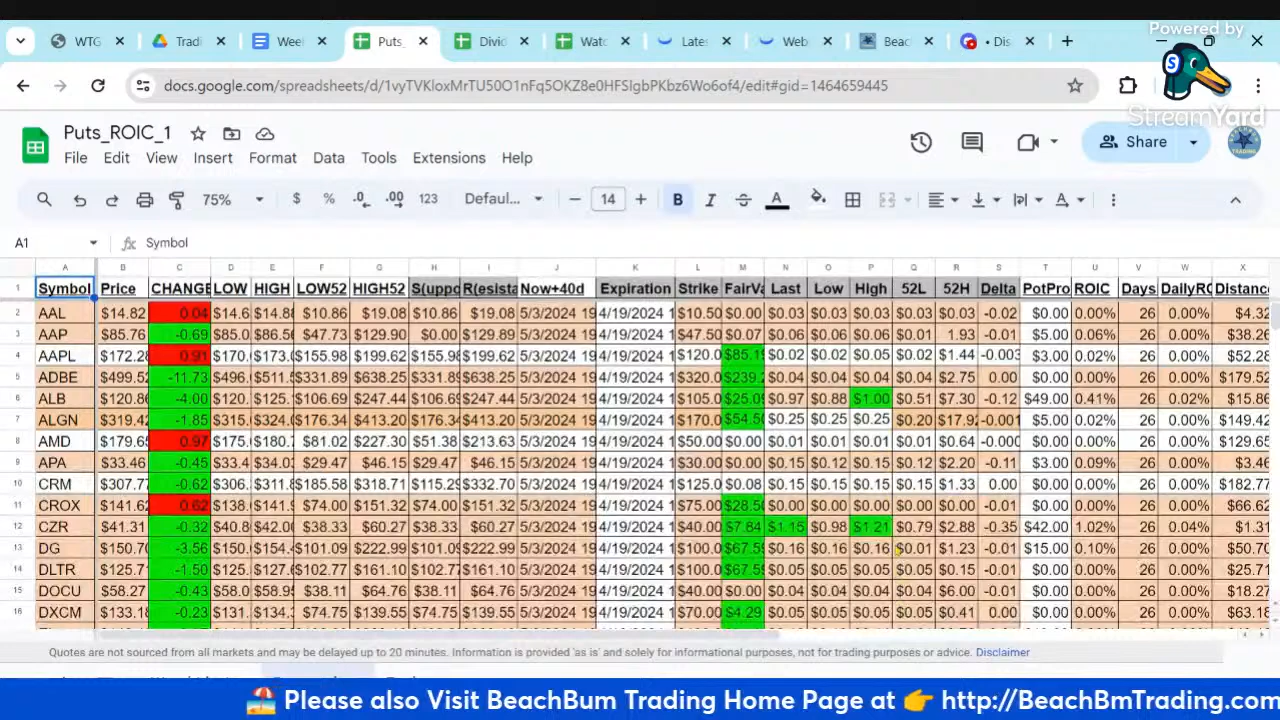 Powered by
StreamYard
WTG
Tradi
Weel
Puts_
Divid
Watc
Lates
Web
Beac
• Dis
docs.google.com/spreadsheets/d/1vyTVKloxMrTU50O1nFq5OKZ8e0HFSlgbPKbz6Wo6of4/edit#gid=1464659445
Puts_ROIC_1
File Edit View Insert Format Data Tools Extensions Help
Share
75% $ % .0 .00 123 Defaul... 14 B I A
A1 fx Symbol
A B C D E F G H I J K L M N O P Q R S T U V W X
1 Symbol Price CHANGE LOW HIGH LOW52 HIGH52 S(uppo R(esista Now+40d Expiration Strike FairVa Last Low High 52L 52H Delta PotPro ROIC Days DailyRO Distance
2 AAL $14.82 0.04 $14.6 $14.88 $10.86 $19.08 $10.86 $19.08 5/3/2024 19 4/19/2024 1 $10.50 $0.00 $0.03 $0.03 $0.03 $0.03 $0.03 -0.02 $0.00 0.00% 26 0.00% $4.32
3 AAP $85.76 -0.69 $85.0 $86.56 $47.73 $129.90 $0.00 $129.89 5/3/2024 19 4/19/2024 1 $47.50 $0.07 $0.06 $0.06 $0.06 $0.01 1.93 -0.01 $5.00 0.06% 26 0.00% $38.26
4 AAPL $172.28 0.91 $170. $173.0 $155.98 $199.62 $155.98 $199.62 5/3/2024 19 4/19/2024 1 $120.0 $85.19 $0.02 $0.02 $0.05 $0.02 $1.44 -0.003 $3.00 0.02% 26 0.00% $52.28
5 ADBE $499.52 -11.73 $496. $511.5 $331.89 $638.25 $331.89 $638.25 5/3/2024 19 4/19/2024 1 $320.0 $239.2 $0.04 $0.04 $0.04 $0.04 $2.75 0.00 $0.00 0.00% 26 0.00% $179.52
6 ALB $120.86 -4.00 $120. $125. $106.69 $247.44 $106.69 $247.44 5/3/2024 19 4/19/2024 1 $105.0 $25.09 $0.97 $0.88 $1.00 $0.51 $7.30 -0.12 $49.00 0.41% 26 0.02% $15.86
7 ALGN $319.42 -1.85 $315. $324. $176.34 $413.20 $176.34 $413.20 5/3/2024 19 4/19/2024 1 $170.0 $54.50 $0.25 $0.25 $0.25 $0.20 $17.92 -0.001 $5.00 0.02% 26 0.00% $149.42
8 AMD $179.65 0.97 $175. $180. $81.02 $227.30 $51.38 $213.63 5/3/2024 19 4/19/2024 1 $50.00 $0.00 $0.01 $0.01 $0.01 $0.01 $0.64 -0.000 $0.00 0.00% 26 0.00% $129.65
9 APA $33.46 -0.45 $33.4 $34.03 $29.47 $46.15 $29.47 $46.15 5/3/2024 19 4/19/2024 1 $30.00 $0.00 $0.15 $0.12 $0.15 $0.12 $2.20 -0.11 $3.00 0.09% 26 0.00% $3.46
10 CRM $307.77 -0.62 $306. $311.8 $185.58 $318.71 $115.29 $332.70 5/3/2024 19 4/19/2024 1 $125.0 $0.08 $0.15 $0.15 $0.15 $0.15 $1.33 0.00 $0.00 0.00% 26 0.00% $182.77
11 CROX $141.62 0.62 $138. $141.9 $74.00 $151.32 $74.00 $151.32 5/3/2024 19 4/19/2024 1 $75.00 $28.50 $0.05 $0.05 $0.05 $0.05 $0.05 0.00 $0.00 0.00% 26 0.00% $66.62
12 CZR $41.31 -0.32 $40.8 $42.00 $38.33 $60.27 $38.33 $60.27 5/3/2024 19 4/19/2024 1 $40.00 $7.84 $1.15 $0.98 $1.21 $0.79 $2.88 -0.35 $42.00 1.02% 26 0.04% $1.31
13 DG $150.70 -3.56 $150. $154.4 $101.09 $222.99 $101.09 $222.99 5/3/2024 19 4/19/2024 1 $100.0 $67.59 $0.16 $0.16 $0.16 $0.01 $1.23 -0.01 $15.00 0.10% 26 0.00% $50.70
14 DLTR $125.71 -1.50 $125. $127.6 $102.77 $161.10 $102.77 $161.10 5/3/2024 19 4/19/2024 1 $100.0 $67.59 $0.05 $0.05 $0.05 $0.05 $0.15 -0.01 $0.00 0.00% 26 0.00% $25.71
15 DOCU $58.27 -0.43 $58.0 $58.95 $38.11 $64.76 $38.11 $64.76 5/3/2024 19 4/19/2024 1 $40.00 $0.00 $0.04 $0.04 $0.04 $0.04 $6.00 -0.01 $0.00 0.00% 26 0.00% $18.27
16 DXCM $133.18 -0.23 $131. $134. $74.75 $139.55 $74.75 $139.55 5/3/2024 19 4/19/2024 1 $70.00 $4.29 $0.05 $0.05 $0.05 $0.05 $0.41 0.00 $0.00 0.00% 26 0.00% $63.18
Quotes are not sourced from all markets and may be delayed up to 20 minutes. Information is provided 'as is' and solely for informational purposes, not for trading purposes or advice. Disclaimer
🏖️ Please also Visit BeachBum Trading Home Page at 👉 http://BeachBmTrading.com